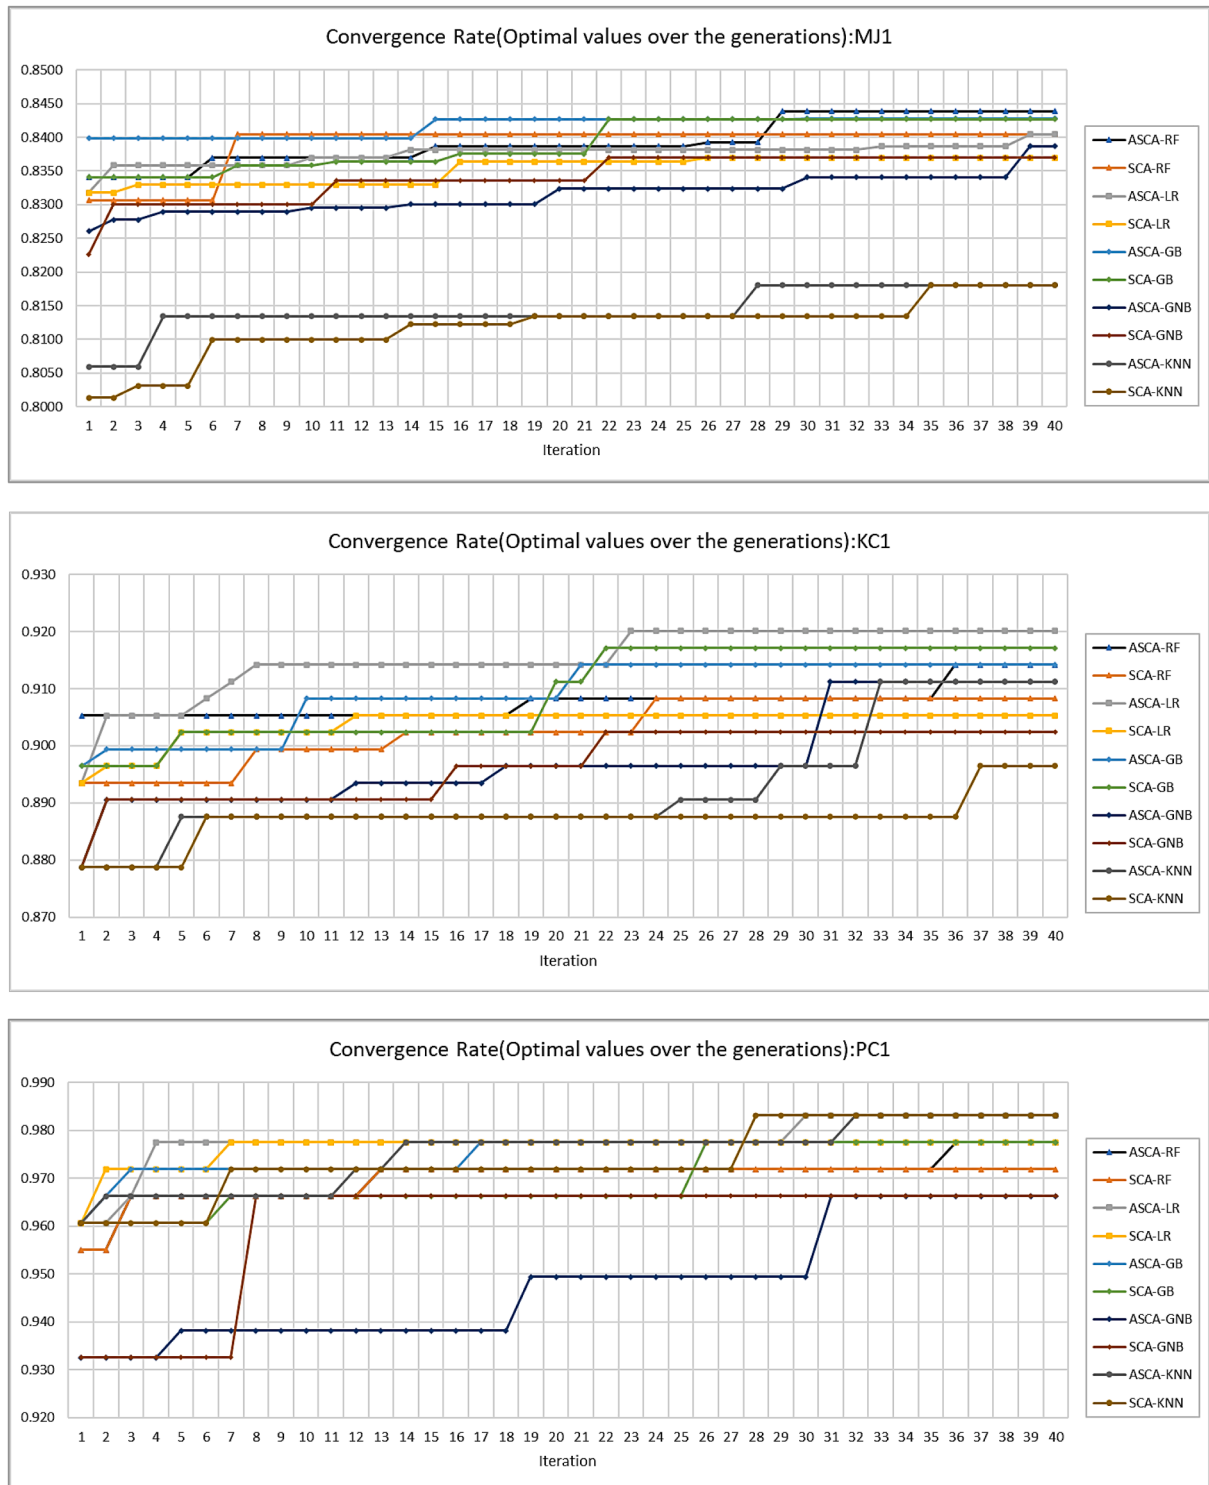 Convergence Rate(Optimal values over the generations):MJ1
0.8500
0.8450
0.8400
0.8350
0.8300
0.8250
0.8200
0.8150
0.8100
0.8050
0.8000
1 2 3 4 5 6 7 8 9 10 11 12 13 14 15 16 17 18 19 20 21 22 23 24 25 26 27 28 29 30 31 32 33 34 35 36 37 38 39 40
Iteration
ASCA-RF
SCA-RF
ASCA-LR
SCA-LR
ASCA-GB
SCA-GB
ASCA-GNB
SCA-GNB
ASCA-KNN
SCA-KNN
Convergence Rate(Optimal values over the generations):KC1
0.930
0.920
0.910
0.900
0.890
0.880
0.870
1 2 3 4 5 6 7 8 9 10 11 12 13 14 15 16 17 18 19 20 21 22 23 24 25 26 27 28 29 30 31 32 33 34 35 36 37 38 39 40
Iteration
ASCA-RF
SCA-RF
ASCA-LR
SCA-LR
ASCA-GB
SCA-GB
ASCA-GNB
SCA-GNB
ASCA-KNN
SCA-KNN
Convergence Rate(Optimal values over the generations):PC1
0.990
0.980
0.970
0.960
0.950
0.940
0.930
0.920
1 2 3 4 5 6 7 8 9 10 11 12 13 14 15 16 17 18 19 20 21 22 23 24 25 26 27 28 29 30 31 32 33 34 35 36 37 38 39 40
Iteration
ASCA-RF
SCA-RF
ASCA-LR
SCA-LR
ASCA-GB
SCA-GB
ASCA-GNB
SCA-GNB
ASCA-KNN
SCA-KNN